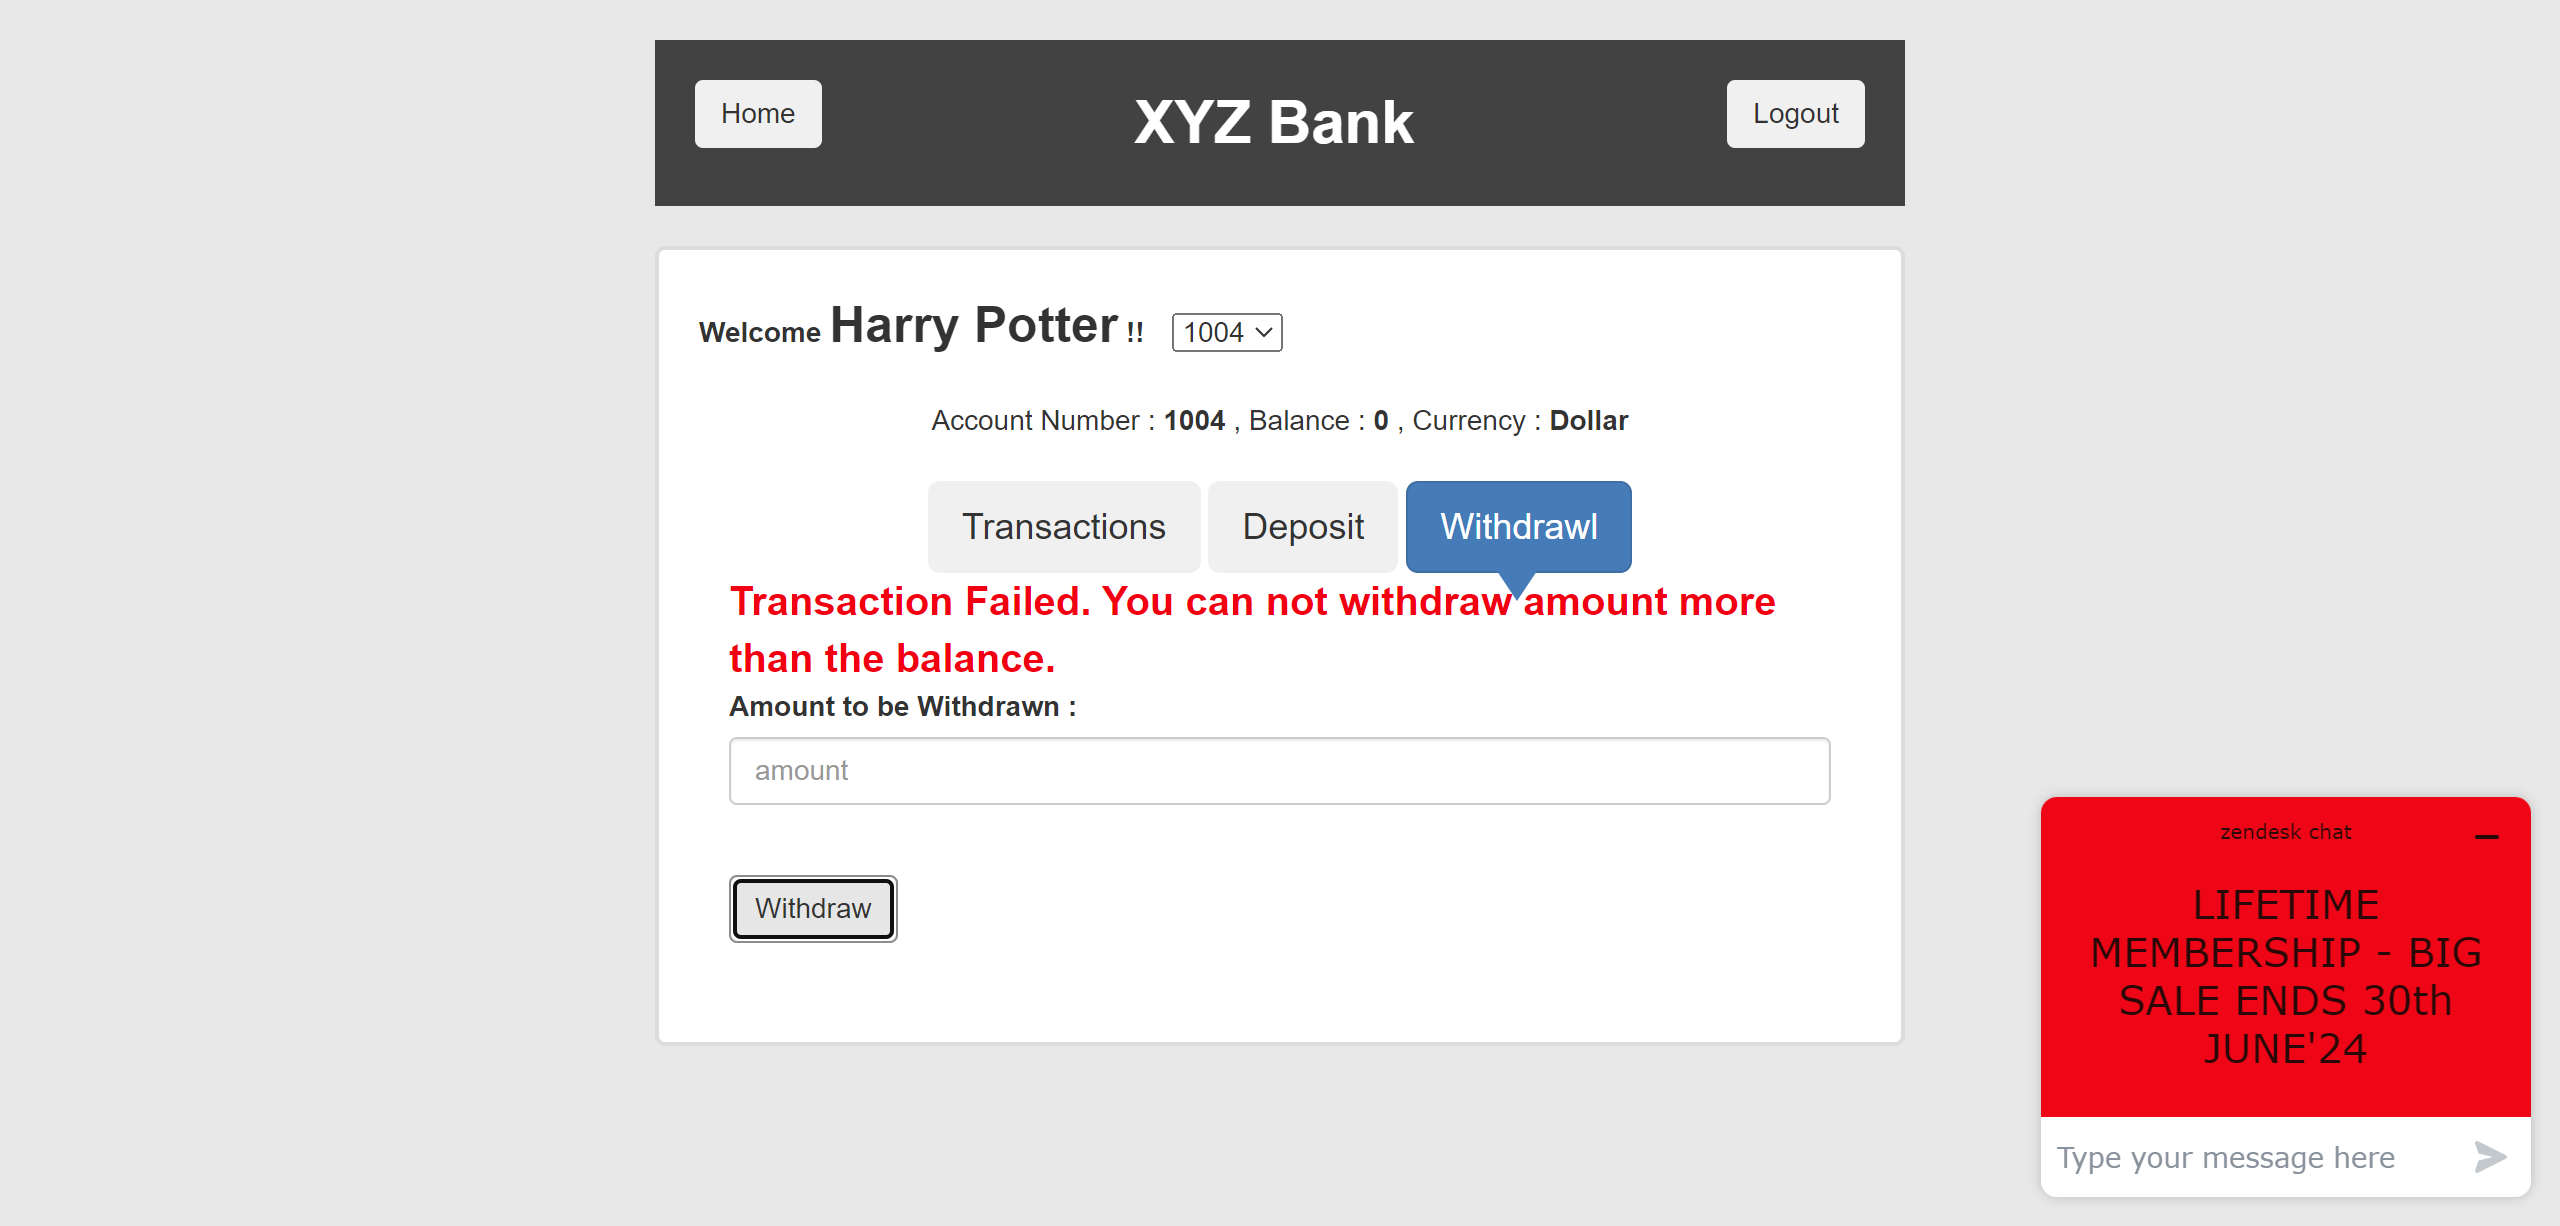 Home
XYZ Bank
Logout
Welcome Harry Potter !! 1004
Account Number : 1004 , Balance : 0 , Currency : Dollar
Transactions
Deposit
Withdrawl
Transaction Failed. You can not withdraw amount more
than the balance.
Amount to be Withdrawn :
amount
Withdraw
zendesk chat
LIFETIME
MEMBERSHIP - BIG
SALE ENDS 30th
JUNE'24
Type your message here